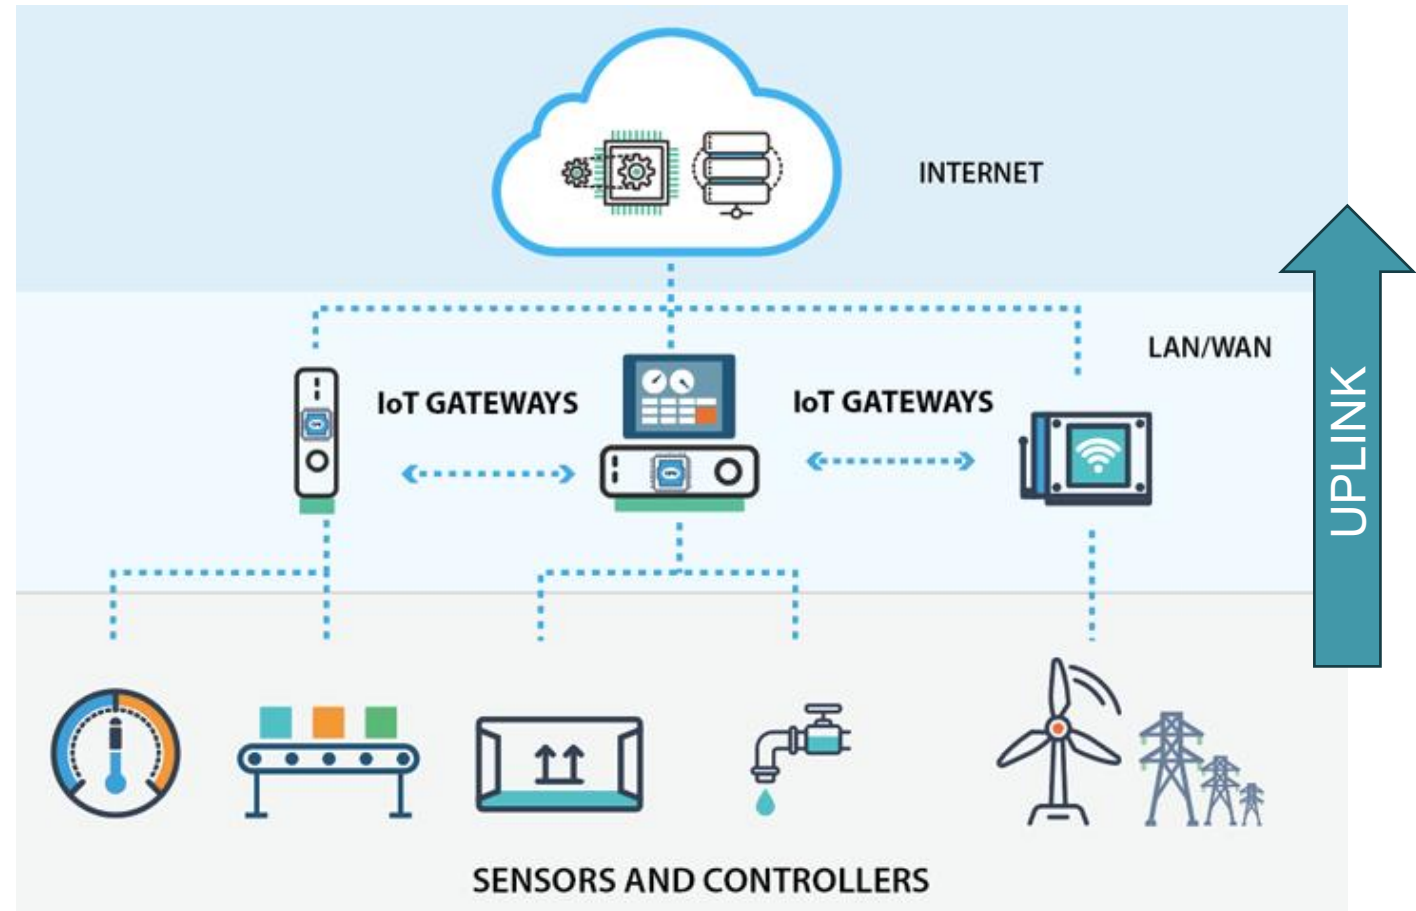 INTERNET
LAN/WAN
IoT GATEWAYS
IoT GATEWAYS
UPLINK
SENSORS AND CONTROLLERS